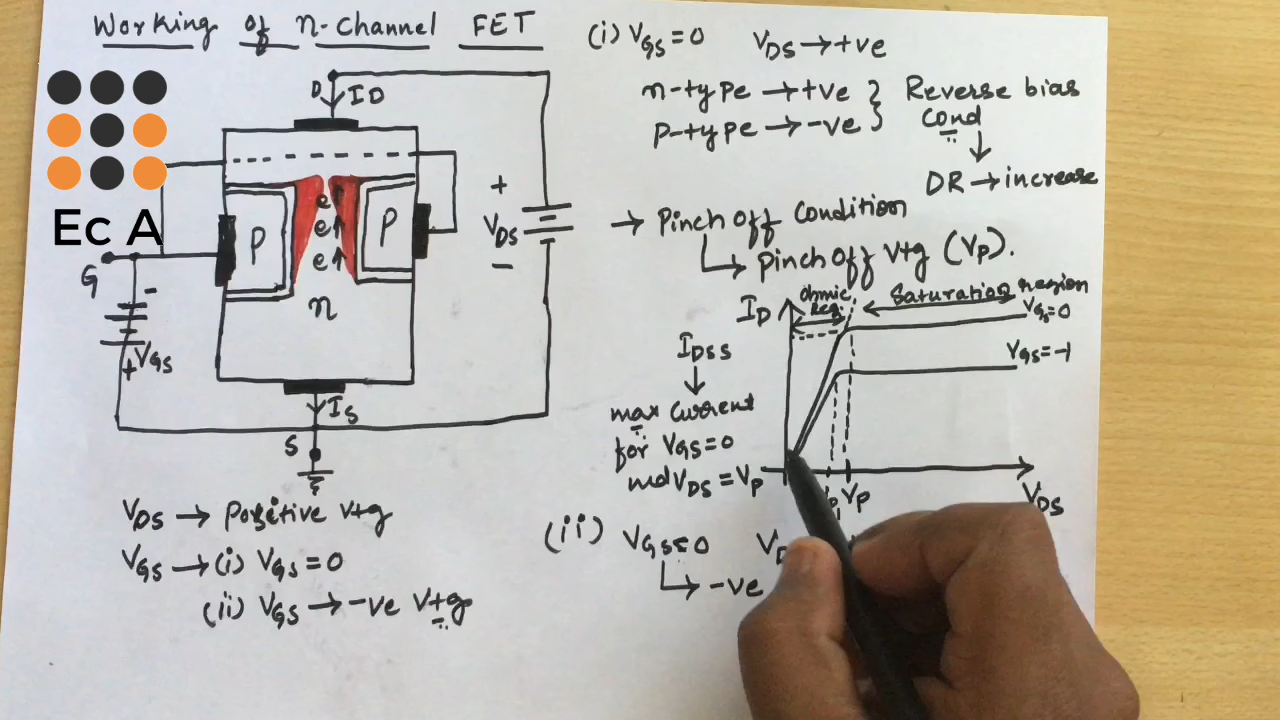 Working of n-channel FET
Ec A
D
ID
P
P
e
e
e
n
G
-
+
VGS
+
VDS
-
IS
S
VDS → Positive Vtg
VGS → (i) VGS = 0
(ii) VGS → -ve Vtg
(i) VGS = 0 VDS → +ve
n-type → +ve } Reverse bias
p-type → -ve } Cond
DR → increase
→ Pinch off Condition
→ Pinch off Vtg (VP).
ID
ohmic
Reg.
← Saturation region
VGS=0
VGS=-1
IDSS
max current
for VGS=0
and VDS = VP
VP
VDS
(ii) VGS<0
→ -ve